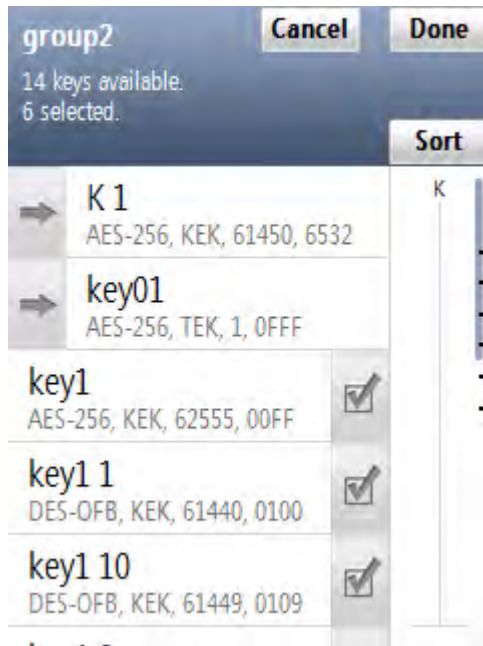 group2
Cancel
Done
14 keys available.
6 selected.
Sort
K 1
AES-256, KEK, 61450, 6532
K
key01
AES-256, TEK, 1, 0FFF
key1
AES-256, KEK, 62555, 00FF
key1 1
DES-OFB, KEK, 61440, 0100
key1 10
DES-OFB, KEK, 61449, 0109